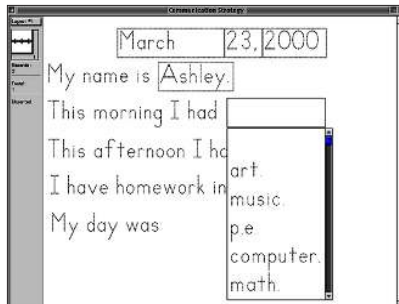 Communication Strategy
March 23, 2000
My name is Ashley.
This morning I had
This afternoon I ha
I have homework in
My day was
art.
music.
p.e
computer.
math.